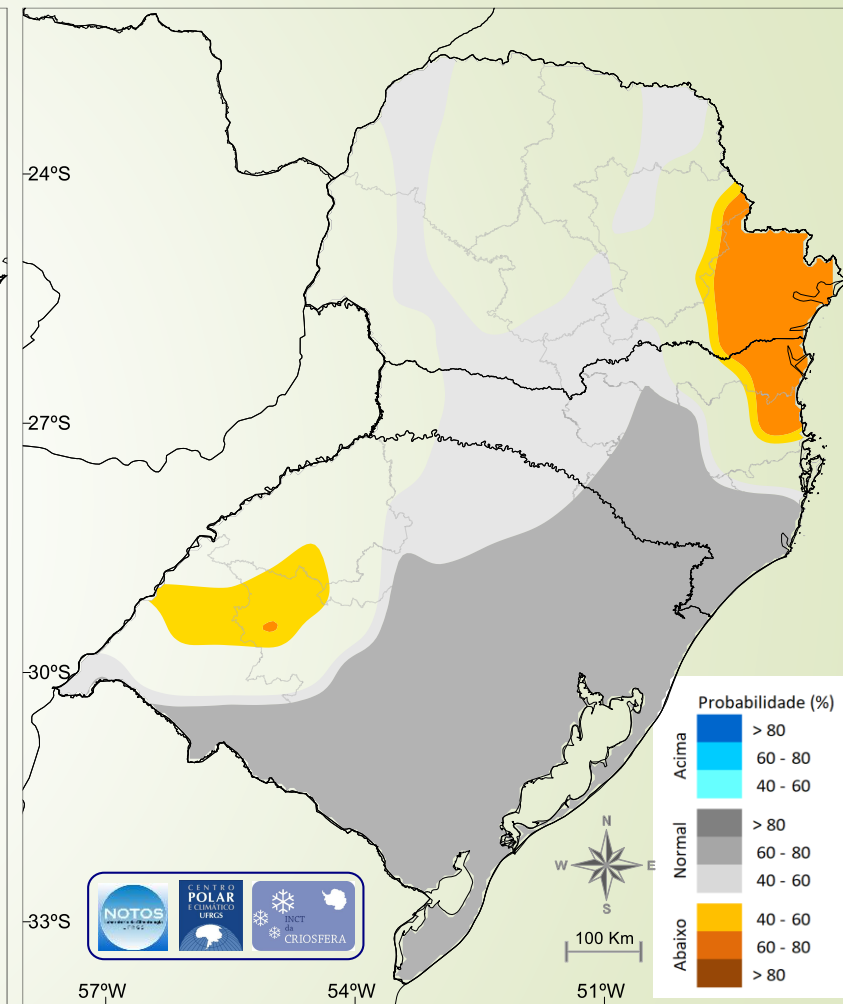 24ºS
27ºS
30ºS
33ºS
57ºW
54ºW
51ºW
N
W
E
S
100 Km
Probabilidade (%)
Acima
> 80
60 - 80
40 - 60
Normal
> 80
60 - 80
40 - 60
Abaixo
40 - 60
60 - 80
> 80
NOTOS
UFRGS
CENTRO
POLAR
E CLIMÁTICO
UFRGS
INCT
da
CRIOSFERA